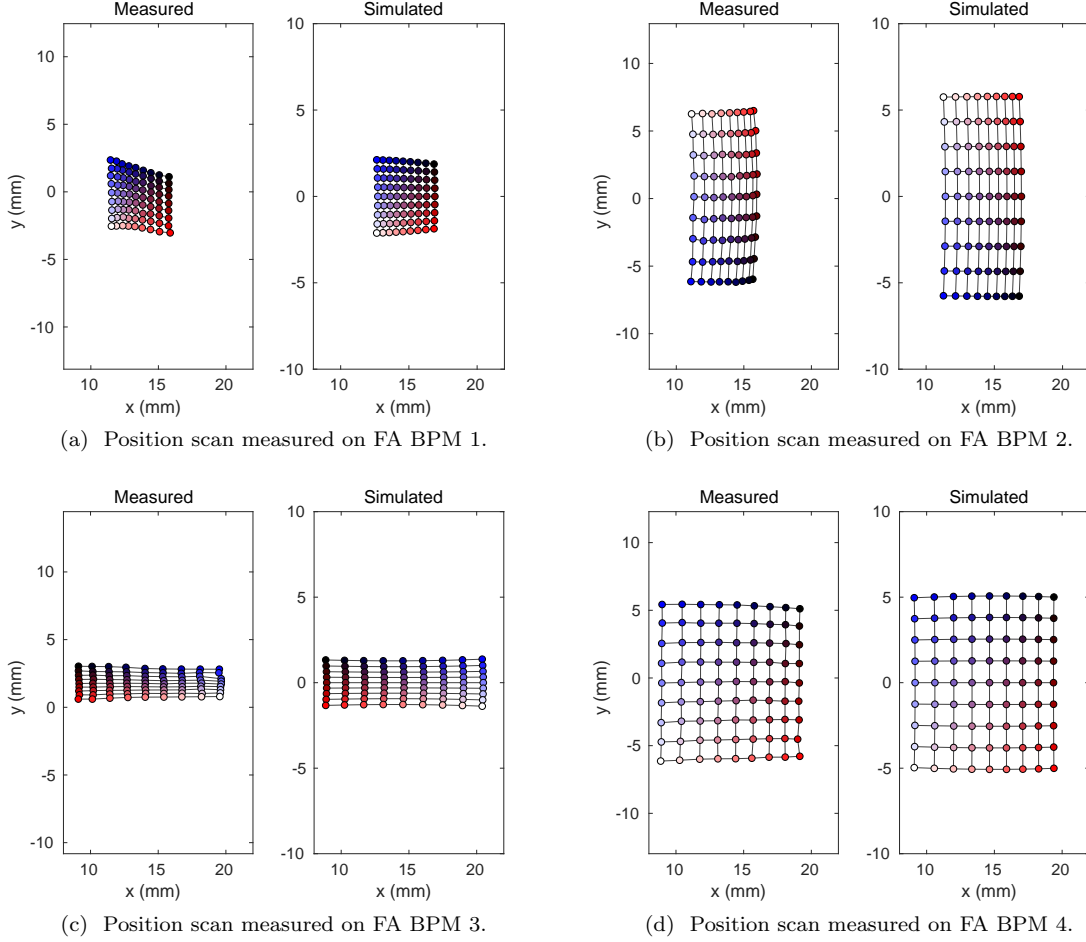 Measured
Simulated
10
5
0
-5
-10
y (mm)
10
15
20
x (mm)
10
5
0
-5
-10
10
15
20
x (mm)
(a) Position scan measured on FA BPM 1.
Measured
Simulated
10
5
0
-5
-10
y (mm)
10
15
20
x (mm)
10
5
0
-5
-10
10
15
20
x (mm)
(b) Position scan measured on FA BPM 2.
Measured
Simulated
10
5
0
-5
-10
y (mm)
10
15
20
x (mm)
10
5
0
-5
-10
10
15
20
x (mm)
(c) Position scan measured on FA BPM 3.
Measured
Simulated
10
5
0
-5
-10
y (mm)
10
15
20
x (mm)
10
5
0
-5
-10
10
15
20
x (mm)
(d) Position scan measured on FA BPM 4.